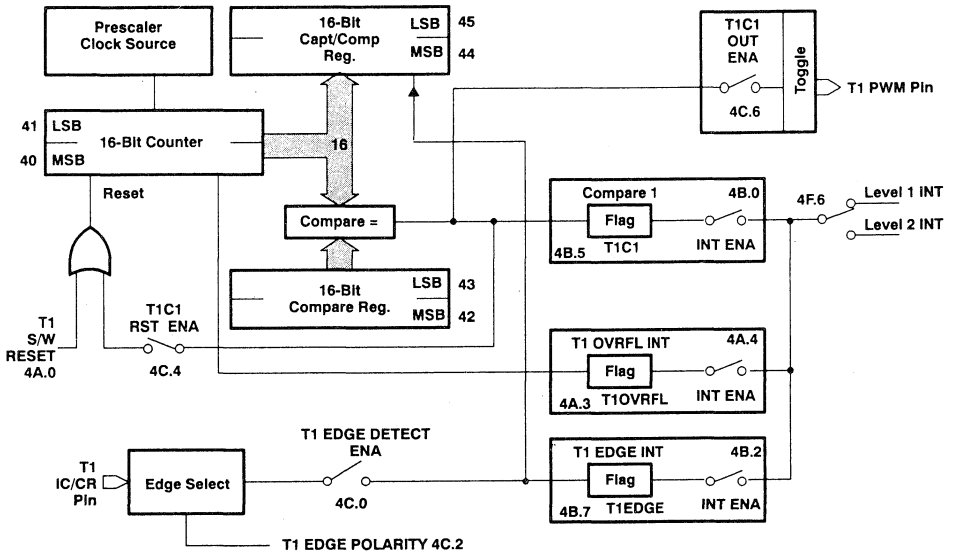 Prescaler
Clock Source
16-Bit
Capt/Comp
Reg.
LSB
MSB
45
44
T1C1
OUT
ENA
4C.6
Toggle
T1 PWM Pin
41
40
LSB
MSB
16-Bit Counter
16
Reset
Compare =
16-Bit
Compare Reg.
LSB
MSB
43
42
Compare 1
4B.0
Flag
T1C1
INT ENA
4B.5
4F.6
Level 1 INT
Level 2 INT
T1
S/W
RESET
4A.0
T1C1
RST ENA
4C.4
T1 OVRFL INT
4A.4
Flag
T1OVRFL
INT ENA
4A.3
T1 EDGE DETECT
ENA
4C.0
T1
IC/CR
Pin
Edge Select
T1 EDGE INT
4B.2
Flag
T1EDGE
INT ENA
4B.7
T1 EDGE POLARITY 4C.2